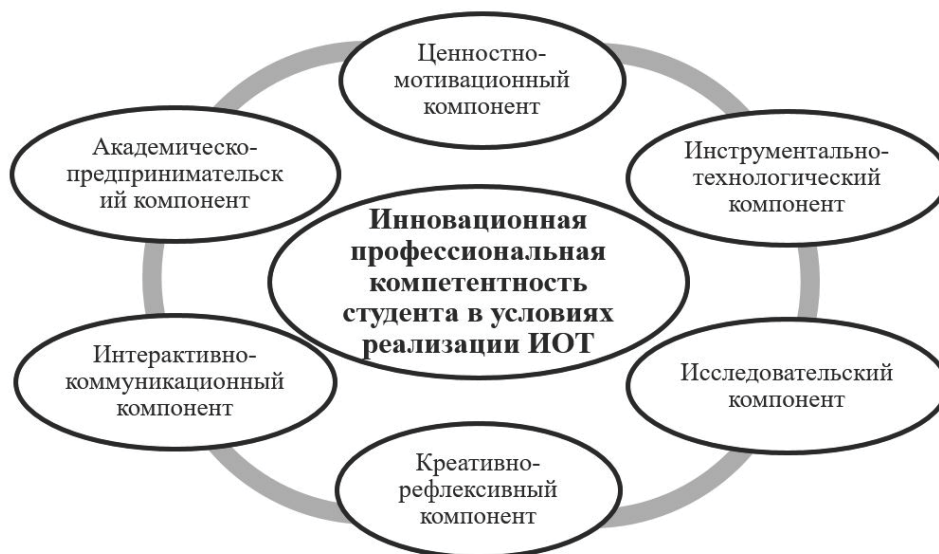 Ценностно-
мотивационный
компонент
Академическо-
предпринимательск
ий компонент
Инструментально-
технологический
компонент
Инновационная
профессиональная
компетентность
студента в условиях
реализации ИОТ
Интерактивно-
коммуникационный
компонент
Исследовательский
компонент
Креативно-
рефлексивный
компонент